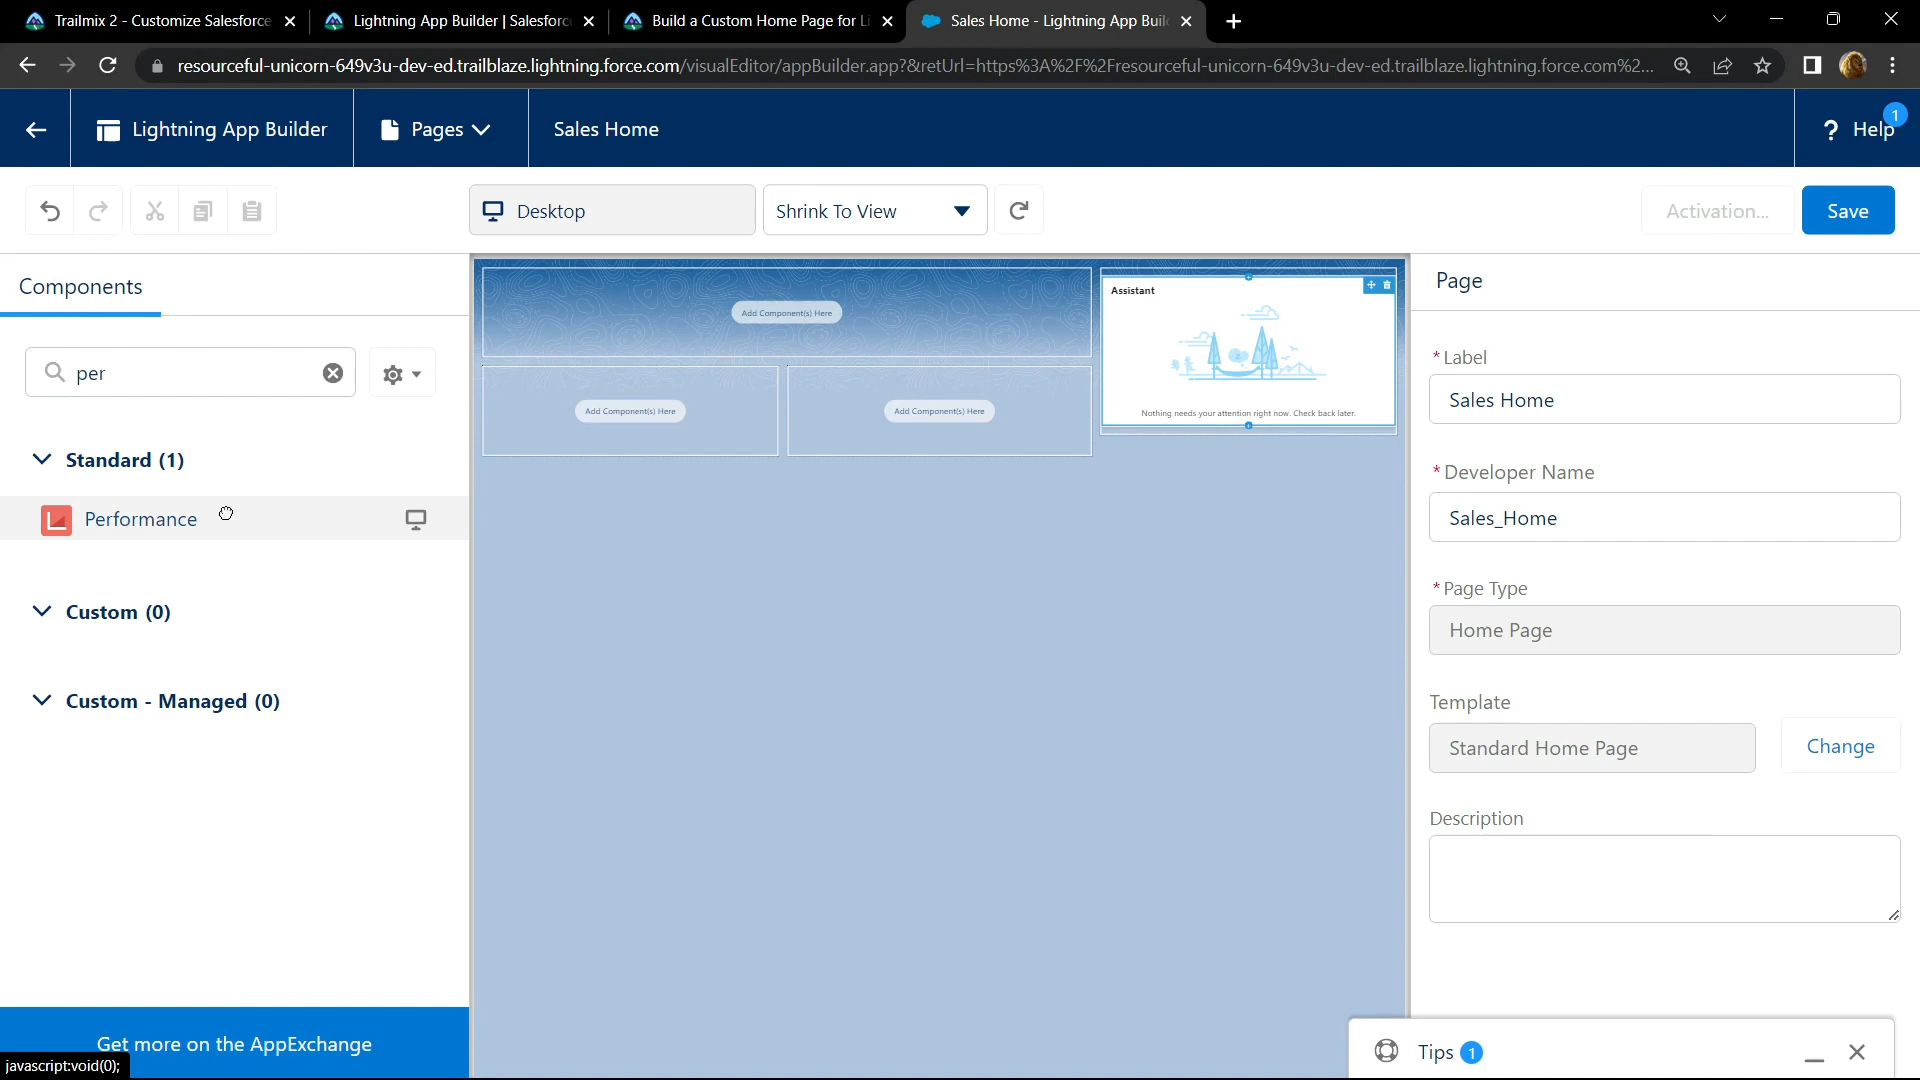 Trailmix 2 - Customize Salesforce
Lightning App Builder | Salesforc
Build a Custom Home Page for Li
Sales Home - Lightning App Buil
resourceful-unicorn-649v3u-dev-ed.trailblaze.lightning.force.com/visualEditor/appBuilder.app?&retUrl=https%3A%2F%2Fresourceful-unicorn-649v3u-dev-ed.trailblaze.lightning.force.com%2...
Lightning App Builder
Pages
Sales Home
? Help
1
Desktop
Shrink To View
Activation...
Save
Components
per
Standard (1)
Performance
Custom (0)
Custom - Managed (0)
Get more on the AppExchange
javascript:void(0);
Add Component(s) Here
Add Component(s) Here
Add Component(s) Here
Assistant
Nothing needs your attention right now. Check back later.
Page
* Label
Sales Home
* Developer Name
Sales_Home
* Page Type
Home Page
Template
Standard Home Page
Change
Description
Tips 1